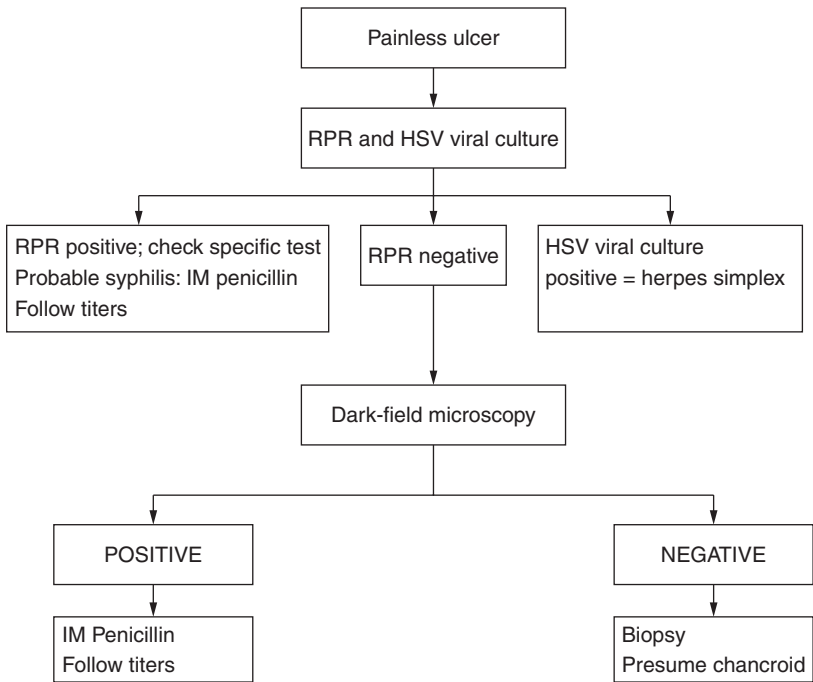 Painless ulcer
RPR and HSV viral culture
RPR positive; check specific test
Probable syphilis: IM penicillin
Follow titers
RPR negative
HSV viral culture
positive = herpes simplex
Dark-field microscopy
POSITIVE
NEGATIVE
IM Penicillin
Follow titers
Biopsy
Presume chancroid